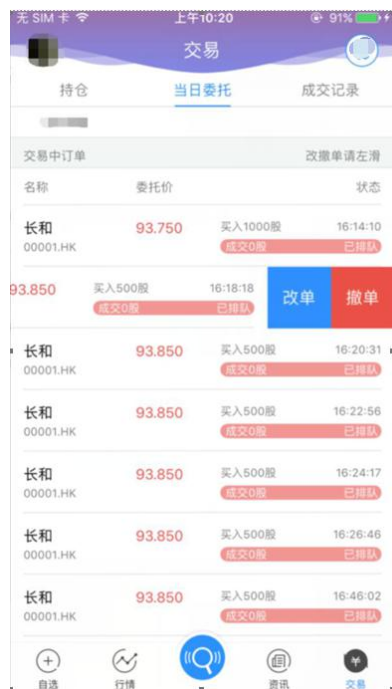 无 SIM 卡 上午10:20 91%
交易
持仓 当日委托 成交记录
交易中订单 改撤单请左滑
名称 委托价 状态
长和 93.750 买入1000股 16:14:10
00001.HK 成交0股 已排队
93.850 买入500股 16:18:18 改单 撤单
成交0股 已排队
长和 93.850 买入500股 16:20:31
00001.HK 成交0股 已排队
长和 93.850 买入500股 16:22:56
00001.HK 成交0股 已排队
长和 93.850 买入500股 16:24:17
00001.HK 成交0股 已排队
长和 93.850 买入500股 16:26:46
00001.HK 成交0股 已排队
长和 93.850 买入500股 16:46:02
00001.HK 成交0股 已排队
自选 行情 资讯 交易